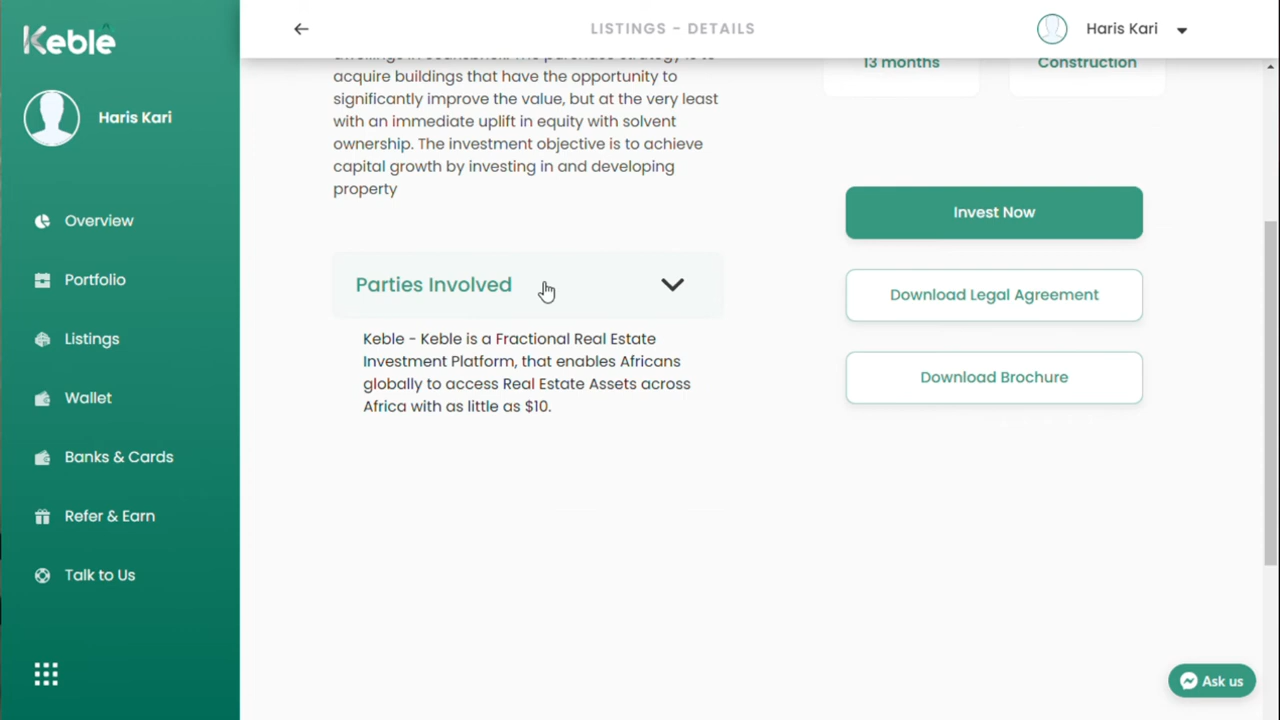 Keble
LISTINGS - DETAILS
Haris Kari
Haris Kari
Overview
Portfolio
Listings
Wallet
Banks & Cards
Refer & Earn
Talk to Us
acquire buildings that have the opportunity to
significantly improve the value, but at the very least
with an immediate uplift in equity with solvent
ownership. The investment objective is to achieve
capital growth by investing in and developing
property
Parties Involved
Keble - Keble is a Fractional Real Estate
Investment Platform, that enables Africans
globally to access Real Estate Assets across
Africa with as little as $10.
13 months
Construction
Invest Now
Download Legal Agreement
Download Brochure
Ask us